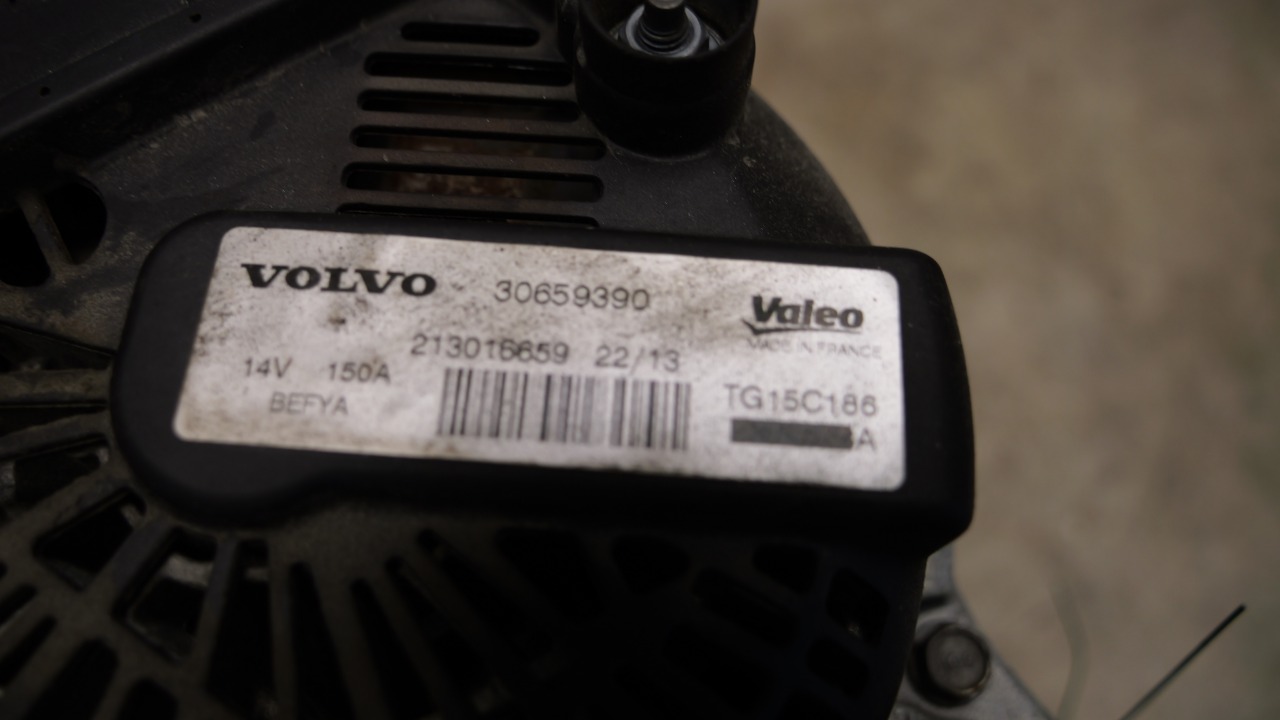 VOLVO 30659390
Valeo
MADE IN FRANCE
213016659 22/13
14V 150A
BEFYA
TG15C186
A